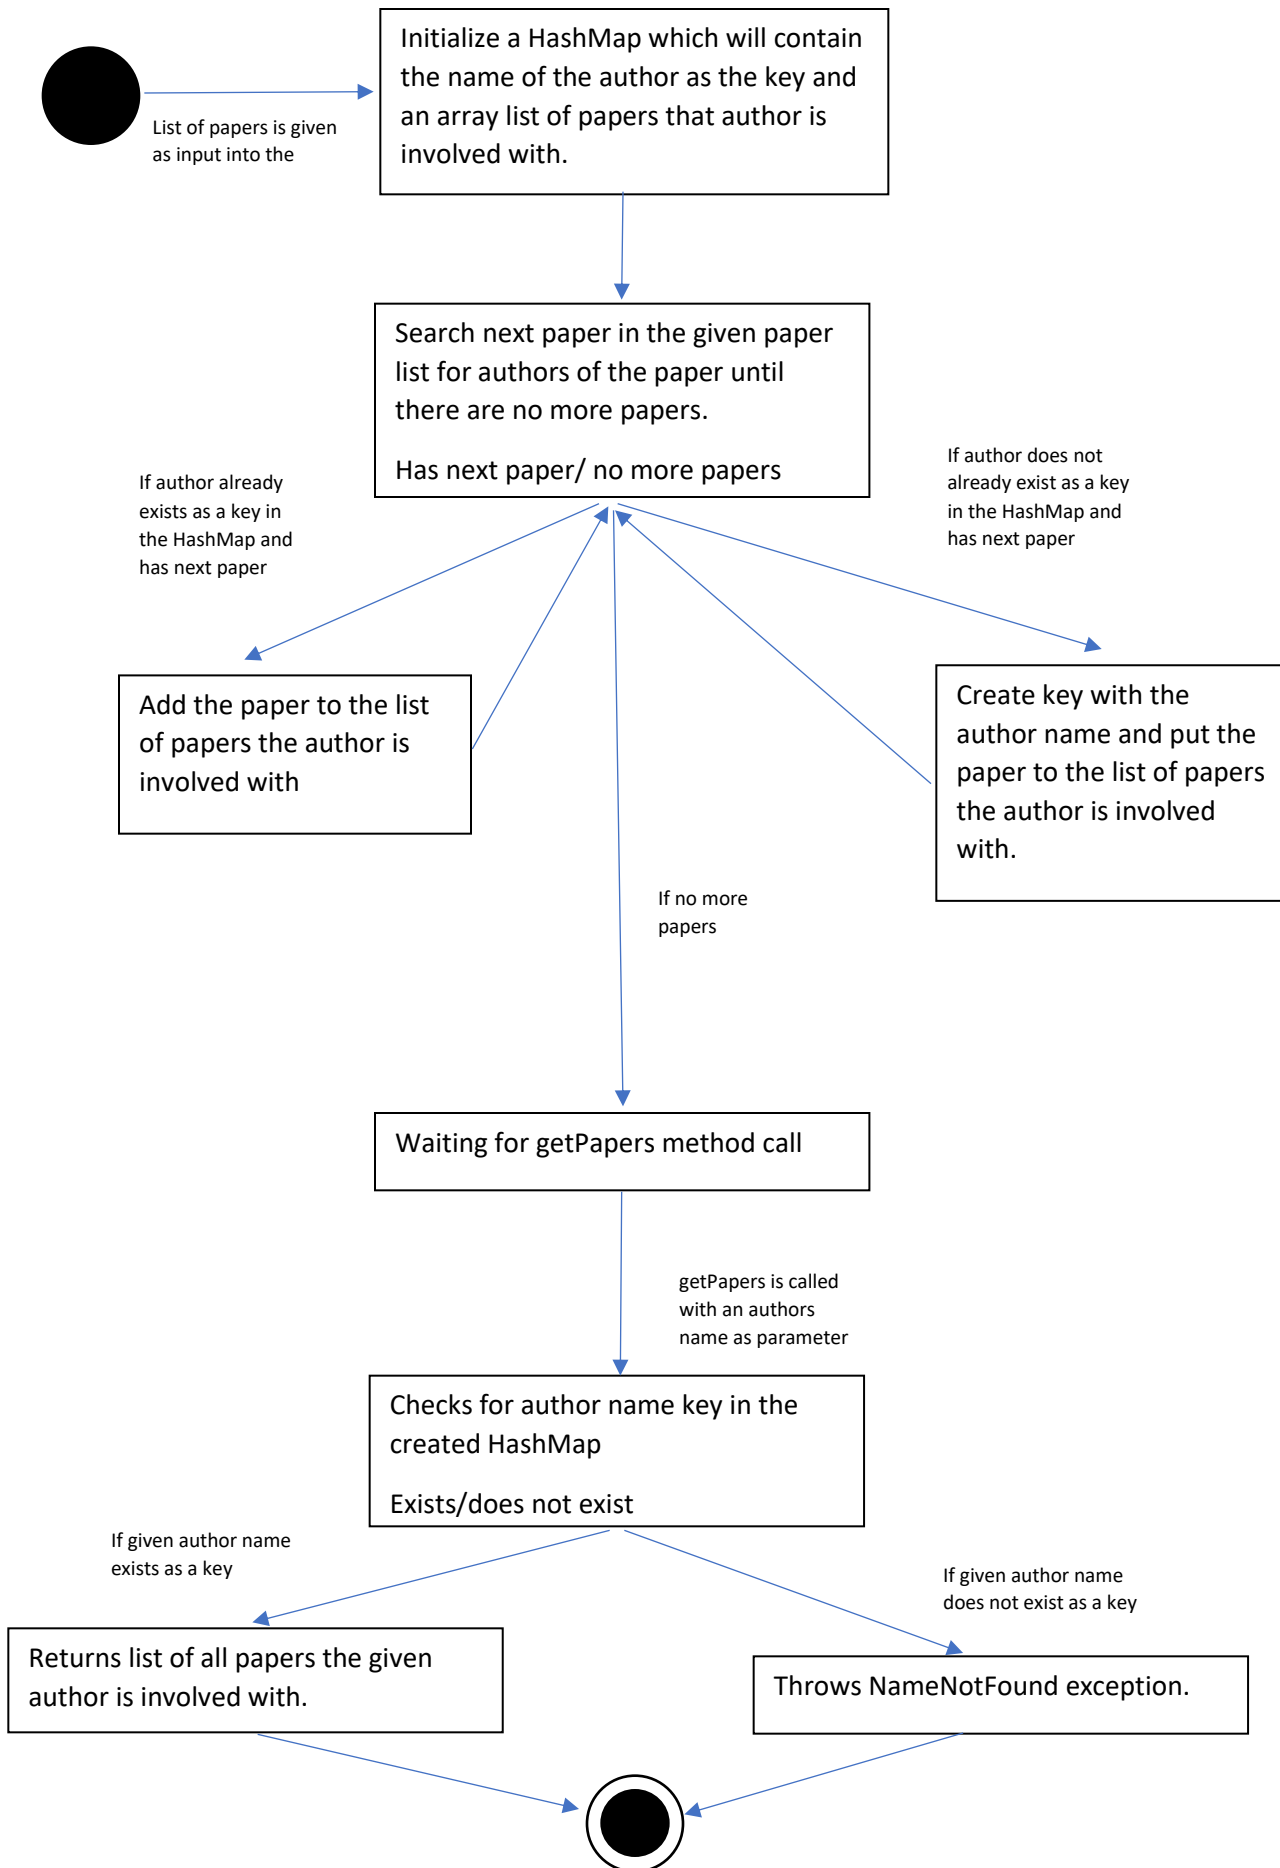 Initialize a HashMap which will contain
the name of the author as the key and
an array list of papers that author is
involved with.
List of papers is given
as input into the
Search next paper in the given paper
list for authors of the paper until
there are no more papers.
Has next paper/ no more papers
If author already
exists as a key in
the HashMap and
has next paper
If author does not
already exist as a key
in the HashMap and
has next paper
Add the paper to the list
of papers the author is
involved with
Create key with the
author name and put the
paper to the list of papers
the author is involved
with.
If no more
papers
Waiting for getPapers method call
getPapers is called
with an authors
name as parameter
Checks for author name key in the
created HashMap
Exists/does not exist
If given author name
exists as a key
If given author name
does not exist as a key
Returns list of all papers the given
author is involved with.
Throws NameNotFound exception.